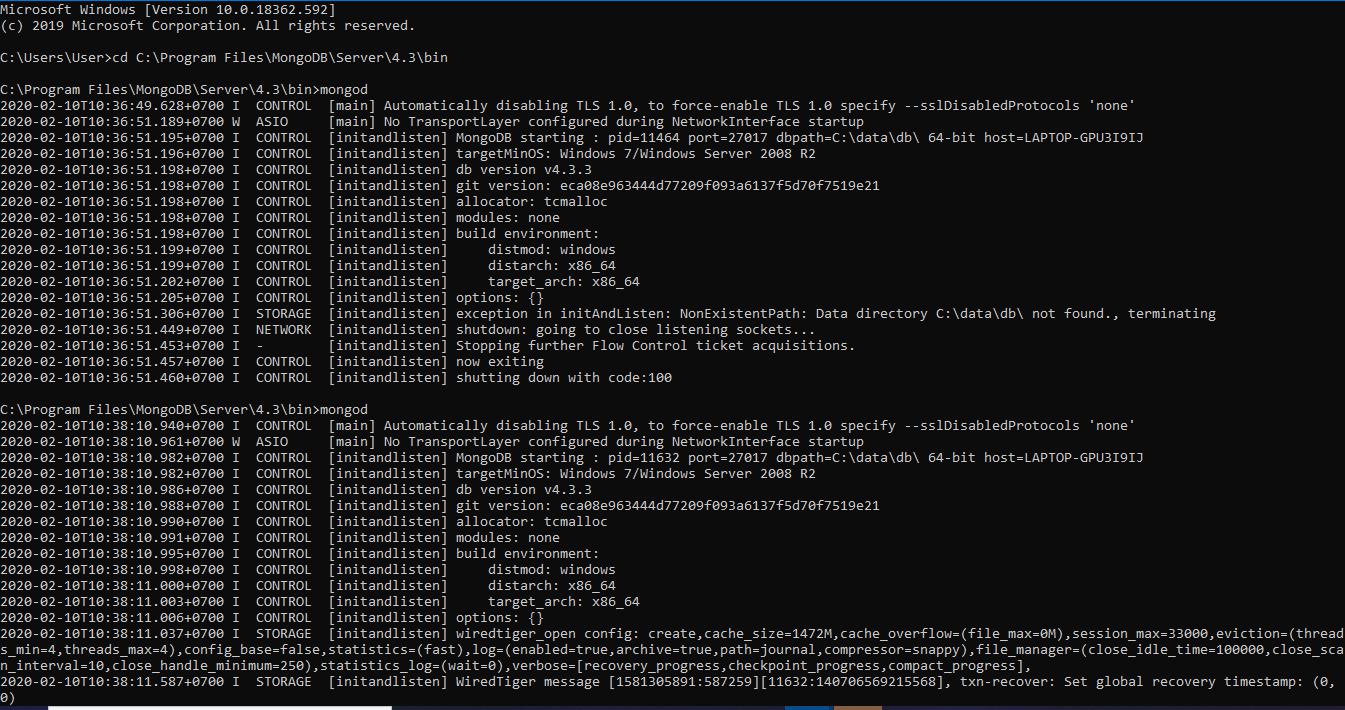 Microsoft Windows [Version 10.0.18362.592]
(c) 2019 Microsoft Corporation. All rights reserved.
C:\Users\User>cd C:\Program Files\MongoDB\Server\4.3\bin
C:\Program Files\MongoDB\Server\4.3\bin>mongod
2020-02-10T10:36:49.628+0700 I  CONTROL  [main] Automatically disabling TLS 1.0, to force-enable TLS 1.0 specify --sslDisabledProtocols 'none'
2020-02-10T10:36:51.189+0700 W  ASIO     [main] No TransportLayer configured during NetworkInterface startup
2020-02-10T10:36:51.195+0700 I  CONTROL  [initandlisten] MongoDB starting : pid=11464 port=27017 dbpath=C:\data\db\ 64-bit host=LAPTOP-GPU3I9IJ
2020-02-10T10:36:51.196+0700 I  CONTROL  [initandlisten] targetMinOS: Windows 7/Windows Server 2008 R2
2020-02-10T10:36:51.198+0700 I  CONTROL  [initandlisten] db version v4.3.3
2020-02-10T10:36:51.198+0700 I  CONTROL  [initandlisten] git version: eca08e963444d77209f093a6137f5d70f7519e21
2020-02-10T10:36:51.198+0700 I  CONTROL  [initandlisten] allocator: tcmalloc
2020-02-10T10:36:51.198+0700 I  CONTROL  [initandlisten] modules: none
2020-02-10T10:36:51.198+0700 I  CONTROL  [initandlisten] build environment:
2020-02-10T10:36:51.199+0700 I  CONTROL  [initandlisten]     distmod: windows
2020-02-10T10:36:51.199+0700 I  CONTROL  [initandlisten]     distarch: x86_64
2020-02-10T10:36:51.202+0700 I  CONTROL  [initandlisten]     target_arch: x86_64
2020-02-10T10:36:51.205+0700 I  CONTROL  [initandlisten] options: {}
2020-02-10T10:36:51.306+0700 I  STORAGE  [initandlisten] exception in initAndListen: NonExistentPath: Data directory C:\data\db\ not found., terminating
2020-02-10T10:36:51.449+0700 I  NETWORK  [initandlisten] shutdown: going to close listening sockets...
2020-02-10T10:36:51.453+0700 I  -        [initandlisten] Stopping further Flow Control ticket acquisitions.
2020-02-10T10:36:51.457+0700 I  CONTROL  [initandlisten] now exiting
2020-02-10T10:36:51.460+0700 I  CONTROL  [initandlisten] shutting down with code:100
C:\Program Files\MongoDB\Server\4.3\bin>mongod
2020-02-10T10:38:10.940+0700 I  CONTROL  [main] Automatically disabling TLS 1.0, to force-enable TLS 1.0 specify --sslDisabledProtocols 'none'
2020-02-10T10:38:10.961+0700 W  ASIO     [main] No TransportLayer configured during NetworkInterface startup
2020-02-10T10:38:10.982+0700 I  CONTROL  [initandlisten] MongoDB starting : pid=11632 port=27017 dbpath=C:\data\db\ 64-bit host=LAPTOP-GPU3I9IJ
2020-02-10T10:38:10.982+0700 I  CONTROL  [initandlisten] targetMinOS: Windows 7/Windows Server 2008 R2
2020-02-10T10:38:10.986+0700 I  CONTROL  [initandlisten] db version v4.3.3
2020-02-10T10:38:10.988+0700 I  CONTROL  [initandlisten] git version: eca08e963444d77209f093a6137f5d70f7519e21
2020-02-10T10:38:10.990+0700 I  CONTROL  [initandlisten] allocator: tcmalloc
2020-02-10T10:38:10.991+0700 I  CONTROL  [initandlisten] modules: none
2020-02-10T10:38:10.995+0700 I  CONTROL  [initandlisten] build environment:
2020-02-10T10:38:10.998+0700 I  CONTROL  [initandlisten]     distmod: windows
2020-02-10T10:38:11.000+0700 I  CONTROL  [initandlisten]     distarch: x86_64
2020-02-10T10:38:11.003+0700 I  CONTROL  [initandlisten]     target_arch: x86_64
2020-02-10T10:38:11.006+0700 I  CONTROL  [initandlisten] options: {}
2020-02-10T10:38:11.037+0700 I  STORAGE  [initandlisten] wiredtiger_open config: create,cache_size=1472M,cache_overflow=(file_max=0M),session_max=33000,eviction=(thread
s_min=4,threads_max=4),config_base=false,statistics=(fast),log=(enabled=true,archive=true,path=journal,compressor=snappy),file_manager=(close_idle_time=100000,close_sca
n_interval=10,close_handle_minimum=250),statistics_log=(wait=0),verbose=[recovery_progress,checkpoint_progress,compact_progress],
2020-02-10T10:38:11.587+0700 I  STORAGE  [initandlisten] WiredTiger message [1581305891:587259][11632:140706569215568], txn-recover: Set global recovery timestamp: (0,
0)